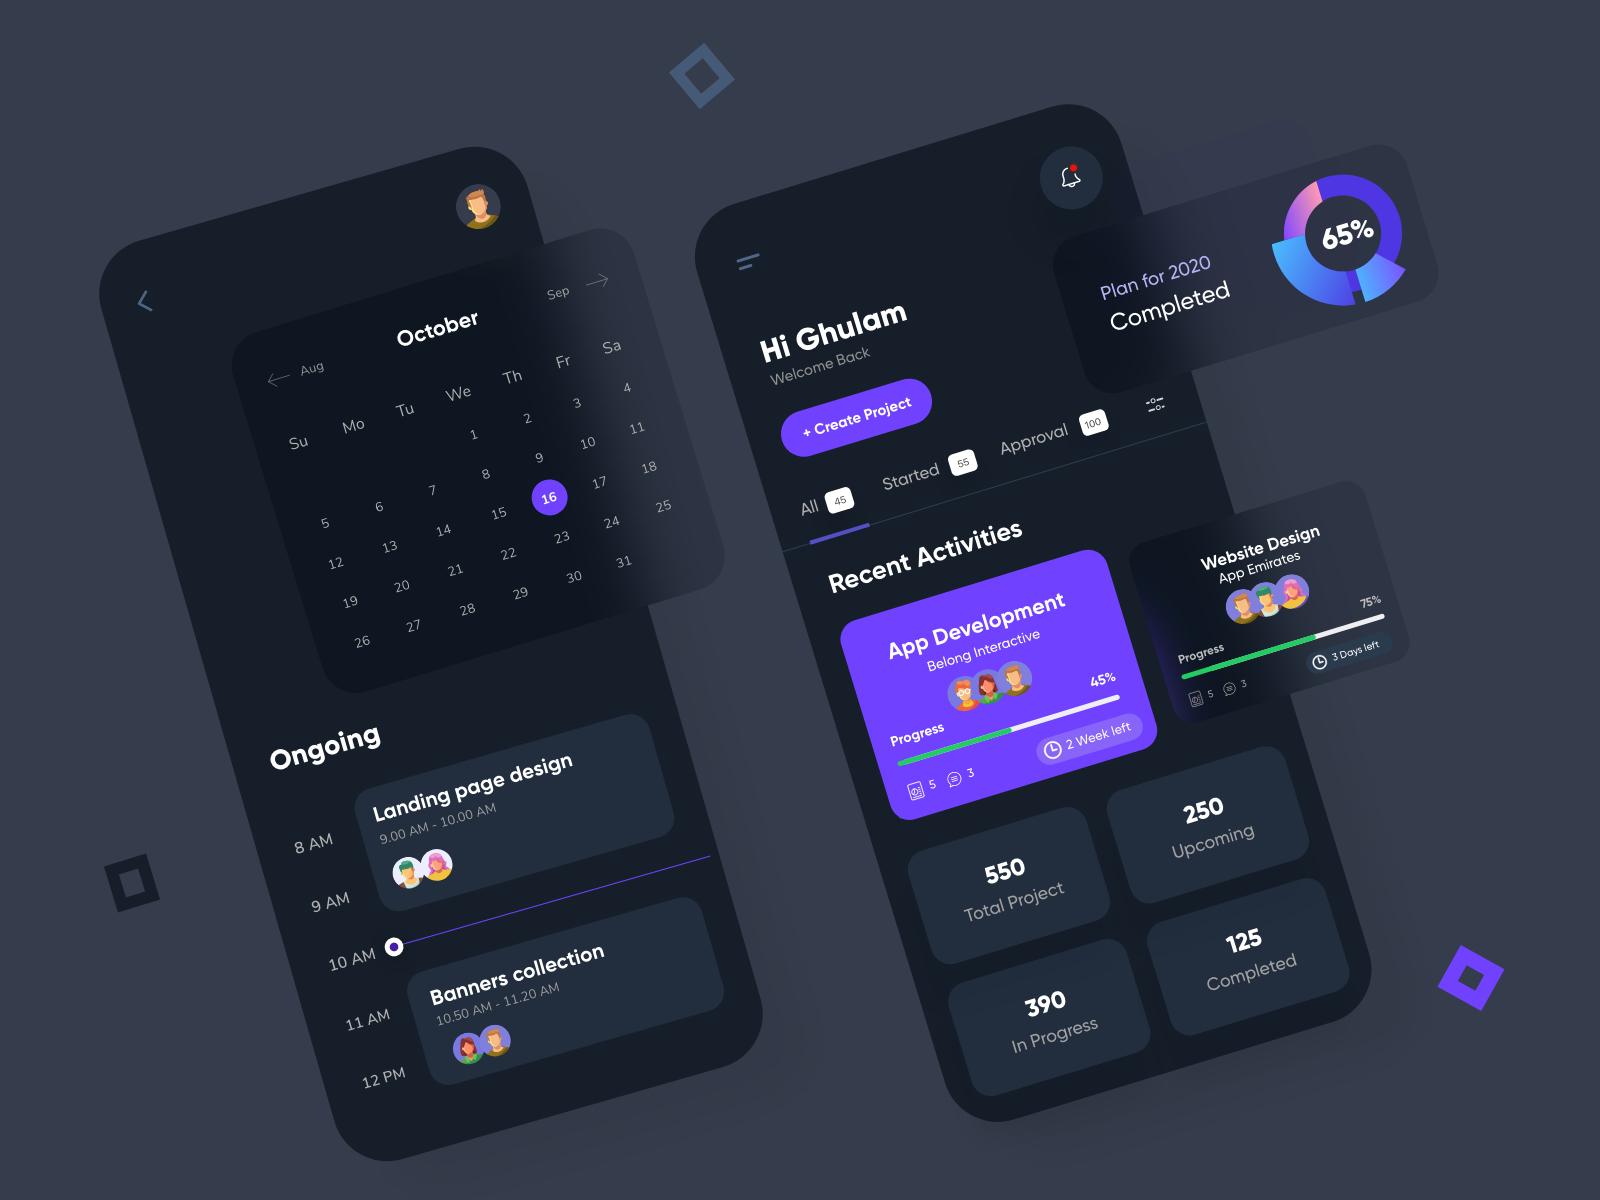 October
Aug
Sep
Su Mo Tu We Th Fr Sa
1 2 3 4
5 6 7 8 9 10 11
12 13 14 15 16 17 18
19 20 21 22 23 24 25
26 27 28 29 30 31
Ongoing
8 AM
9 AM
10 AM
11 AM
12 PM
Landing page design
9.00 AM - 10.00 AM
Banners collection
10.50 AM - 11.20 AM
Hi Ghulam
Welcome Back
+ Create Project
Plan for 2020
Completed
65%
All 45
Started 55
Approval 100
Recent Activities
App Development
Belong Interactive
45%
Progress
5 3
2 Week left
Website Design
App Emirates
75%
Progress
5 3
3 Days left
550
Total Project
250
Upcoming
390
In Progress
125
Completed